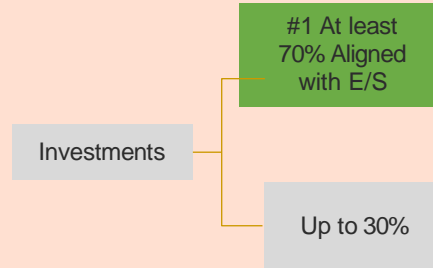 #1 At least
70% Aligned
with E/S
Investments
Up to 30%